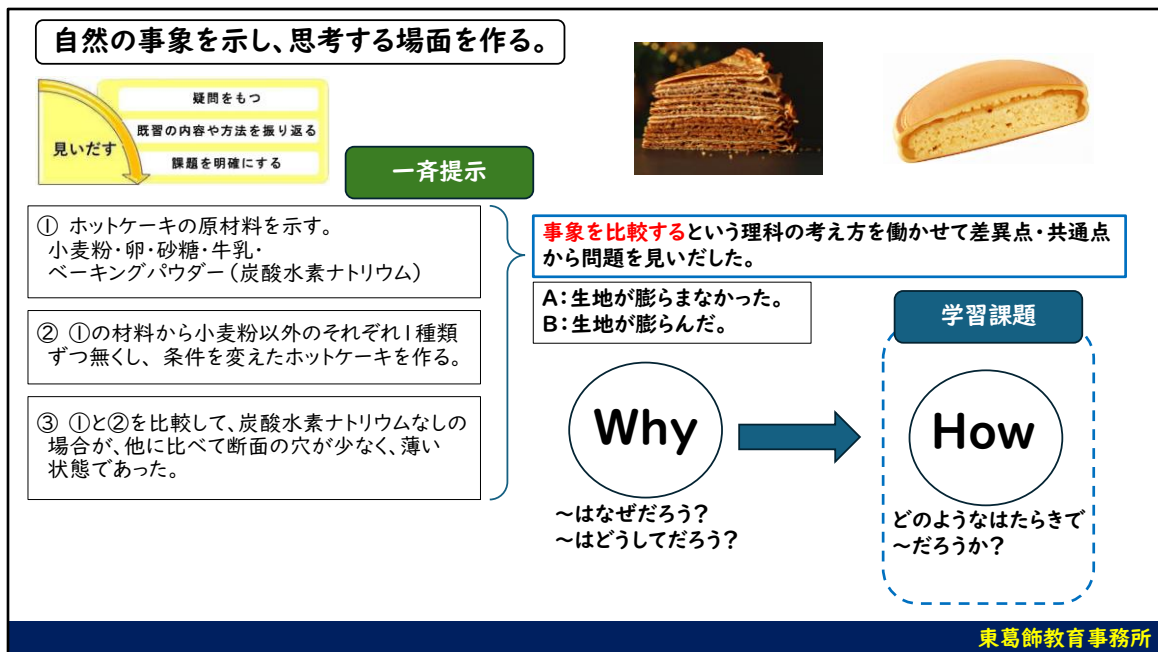 自然の事象を示し、思考する場面を作る。
見いだす
疑問をもつ
既習の内容や方法を振り返る
課題を明確にする
一斉提示
① ホットケーキの原材料を示す。
小麦粉・卵・砂糖・牛乳・
ベーキングパウダー(炭酸水素ナトリウム)
② ①の材料から小麦粉以外のそれぞれ1種類
ずつ無くし、条件を変えたホットケーキを作る。
③ ①と②を比較して、炭酸水素ナトリウムなしの
場合が、他に比べて断面の穴が少なく、薄い
状態であった。
事象を比較するという理科の考え方を働かせて差異点・共通点
から問題を見いだした。
A:生地が膨らまなかった。
B:生地が膨らんだ。
学習課題
Why
How
~はなぜだろう?
~はどうしてだろう?
どのようなはたらきで
~だろうか?
東葛飾教育事務所